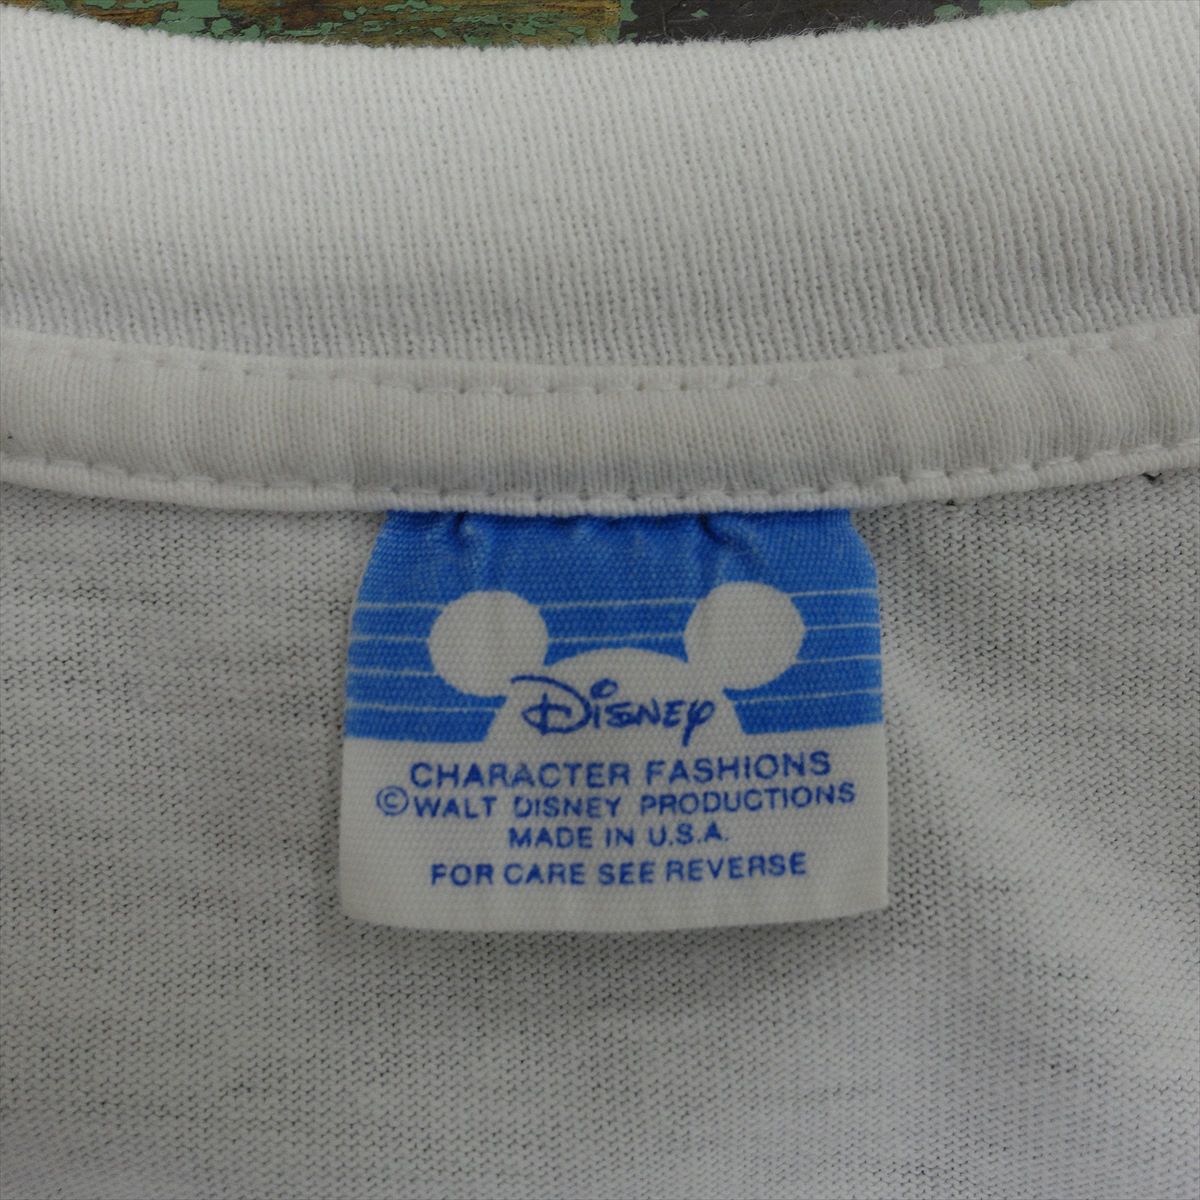 Disney
CHARACTER FASHIONS
©WALT DISNEY PRODUCTIONS
MADE IN U.S.A.
FOR CARE SEE REVERSE